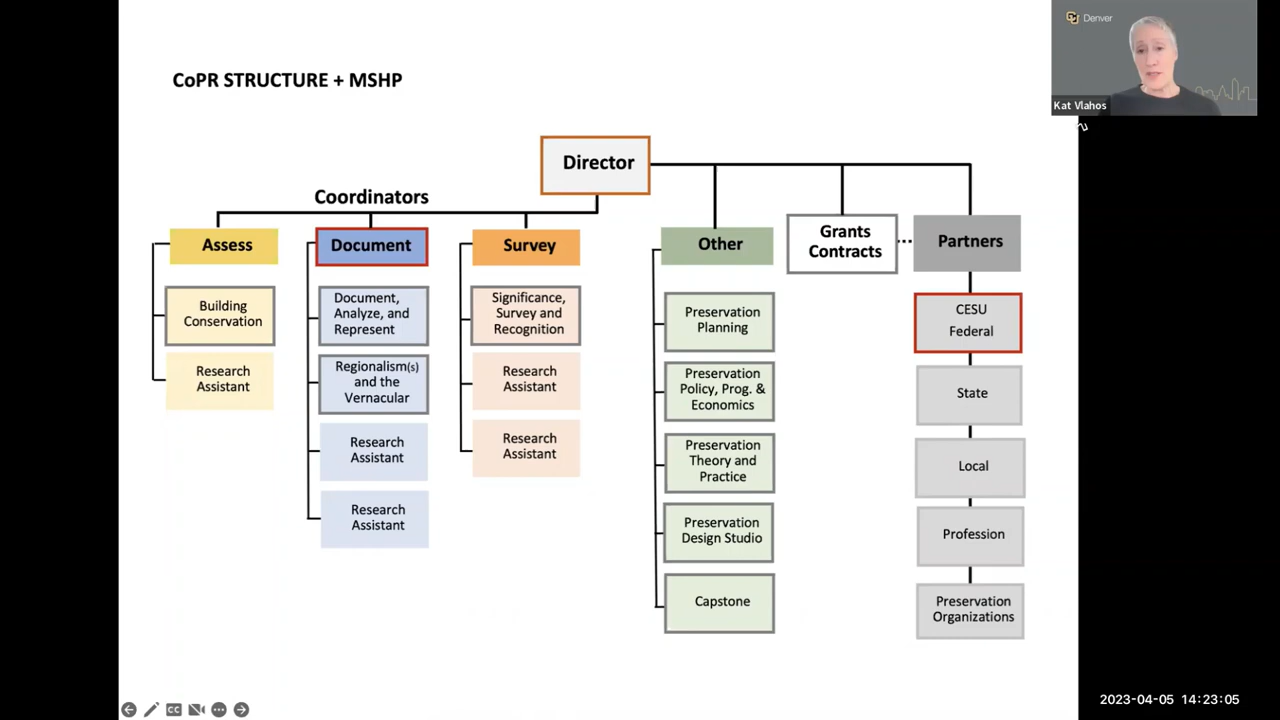 Denver
Kat Vlahos
CoPR STRUCTURE + MSHP
Director
Coordinators
Assess
Building
Conservation
Research
Assistant
Document
Document,
Analyze, and
Represent
Regionalism(s)
and the
Vernacular
Research
Assistant
Research
Assistant
Survey
Significance,
Survey and
Recognition
Research
Assistant
Research
Assistant
Other
Preservation
Planning
Preservation
Policy, Prog. &
Economics
Preservation
Theory and
Practice
Preservation
Design Studio
Capstone
Grants
Contracts
Partners
CESU
Federal
State
Local
Profession
Preservation
Organizations
CC
2023-04-05 14:23:05